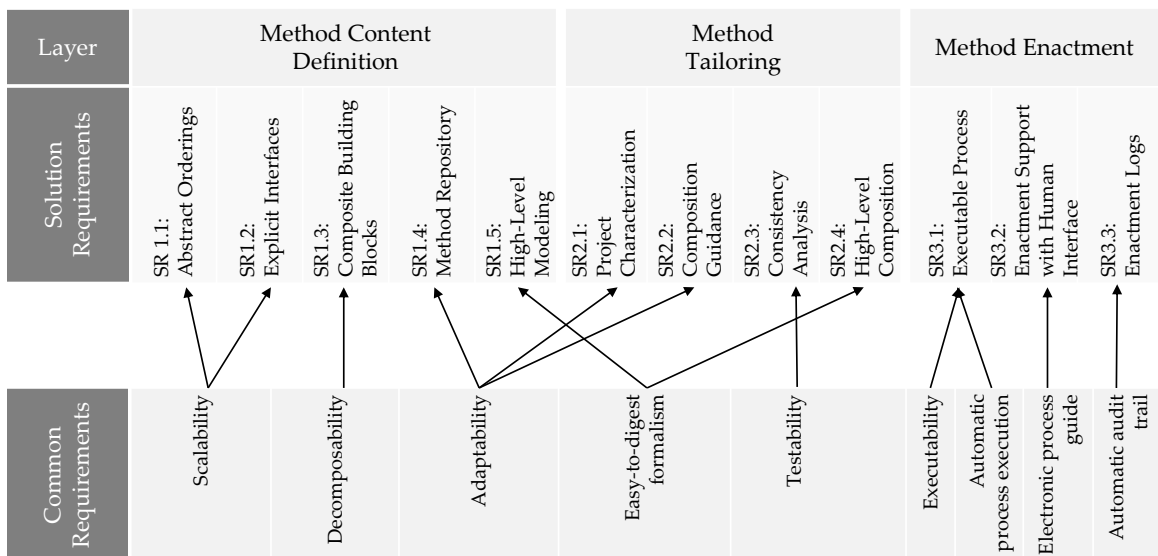 Layer
Method Content
Definition
Method
Tailoring
Method Enactment
Solution
Requirements
SR 1.1:
Abstract Orderings
SR1.2:
Explicit Interfaces
SR1.3:
Composite Building
Blocks
SR1.4:
Method Repository
SR1.5:
High-Level
Modeling
SR2.1:
Project
Characterization
SR2.2:
Composition
Guidance
SR2.3:
Consistency
Analysis
SR2.4:
High-Level
Composition
SR3.1:
Executable Process
SR3.2:
Enactment Support
with Human
Interface
SR3.3:
Enactment Logs
Common
Requirements
Scalability
Decomposability
Adaptability
Easy-to-digest
formalism
Testability
Executability
Automatic
process execution
Electronic process
guide
Automatic audit
trail